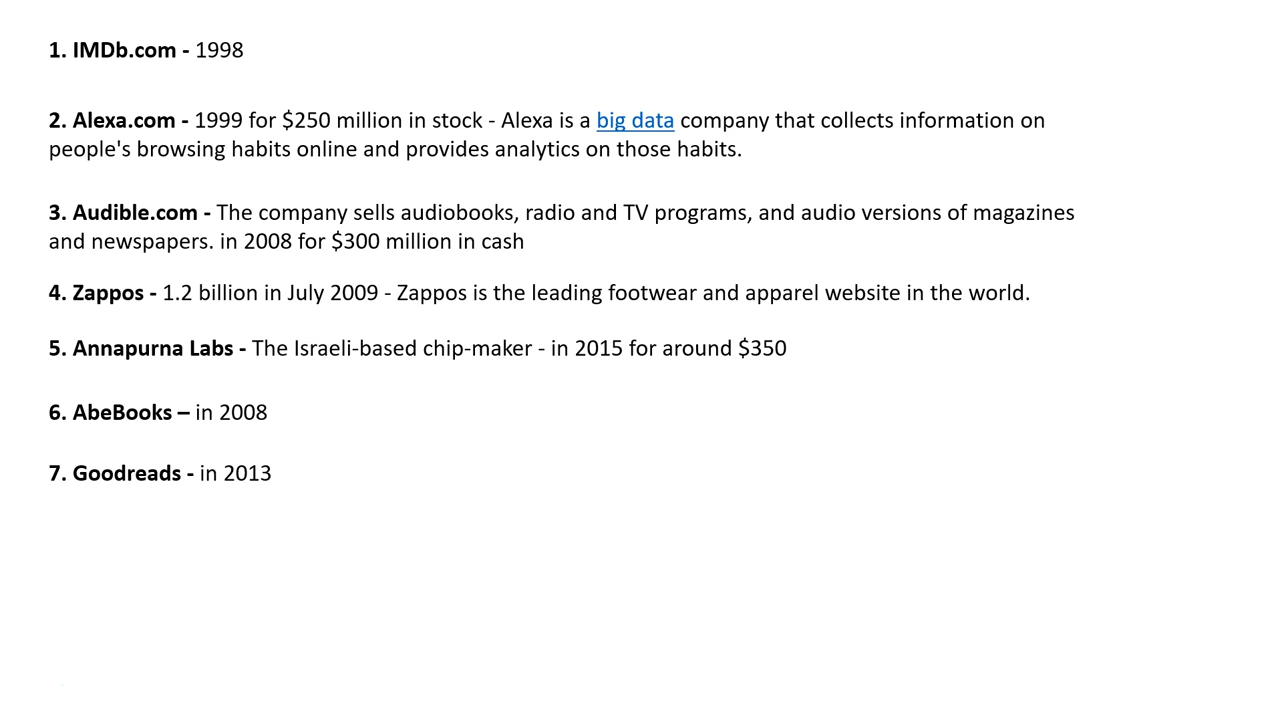 1. IMDb.com - 1998
2. Alexa.com - 1999 for $250 million in stock - Alexa is a big data company that collects information on
people's browsing habits online and provides analytics on those habits.
3. Audible.com - The company sells audiobooks, radio and TV programs, and audio versions of magazines
and newspapers. in 2008 for $300 million in cash
4. Zappos - 1.2 billion in July 2009 - Zappos is the leading footwear and apparel website in the world.
5. Annapurna Labs - The Israeli-based chip-maker - in 2015 for around $350
6. AbeBooks – in 2008
7. Goodreads - in 2013